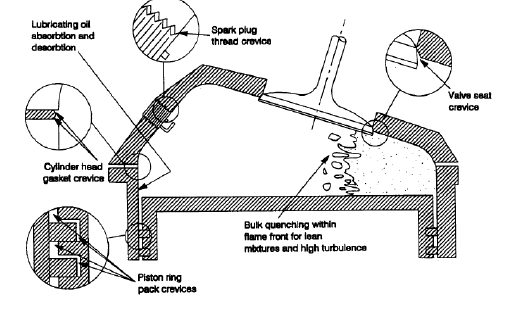 Lubricating oil
absorbtion and
desorbtion
Spark plug
thread crevice
Valve seat
crevice
Cylinder head
gasket crevice
Bulk quenching within
flame front for lean
mixtures and high turbulence
Piston ring
pack crevices